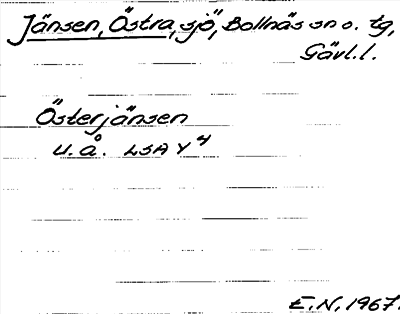 Jänsen, Östra, sjö, Bollnäs sn o. tg,
Gävl.l.
Österjänsen
U.å. LSA Y 4
E.N. 1967.